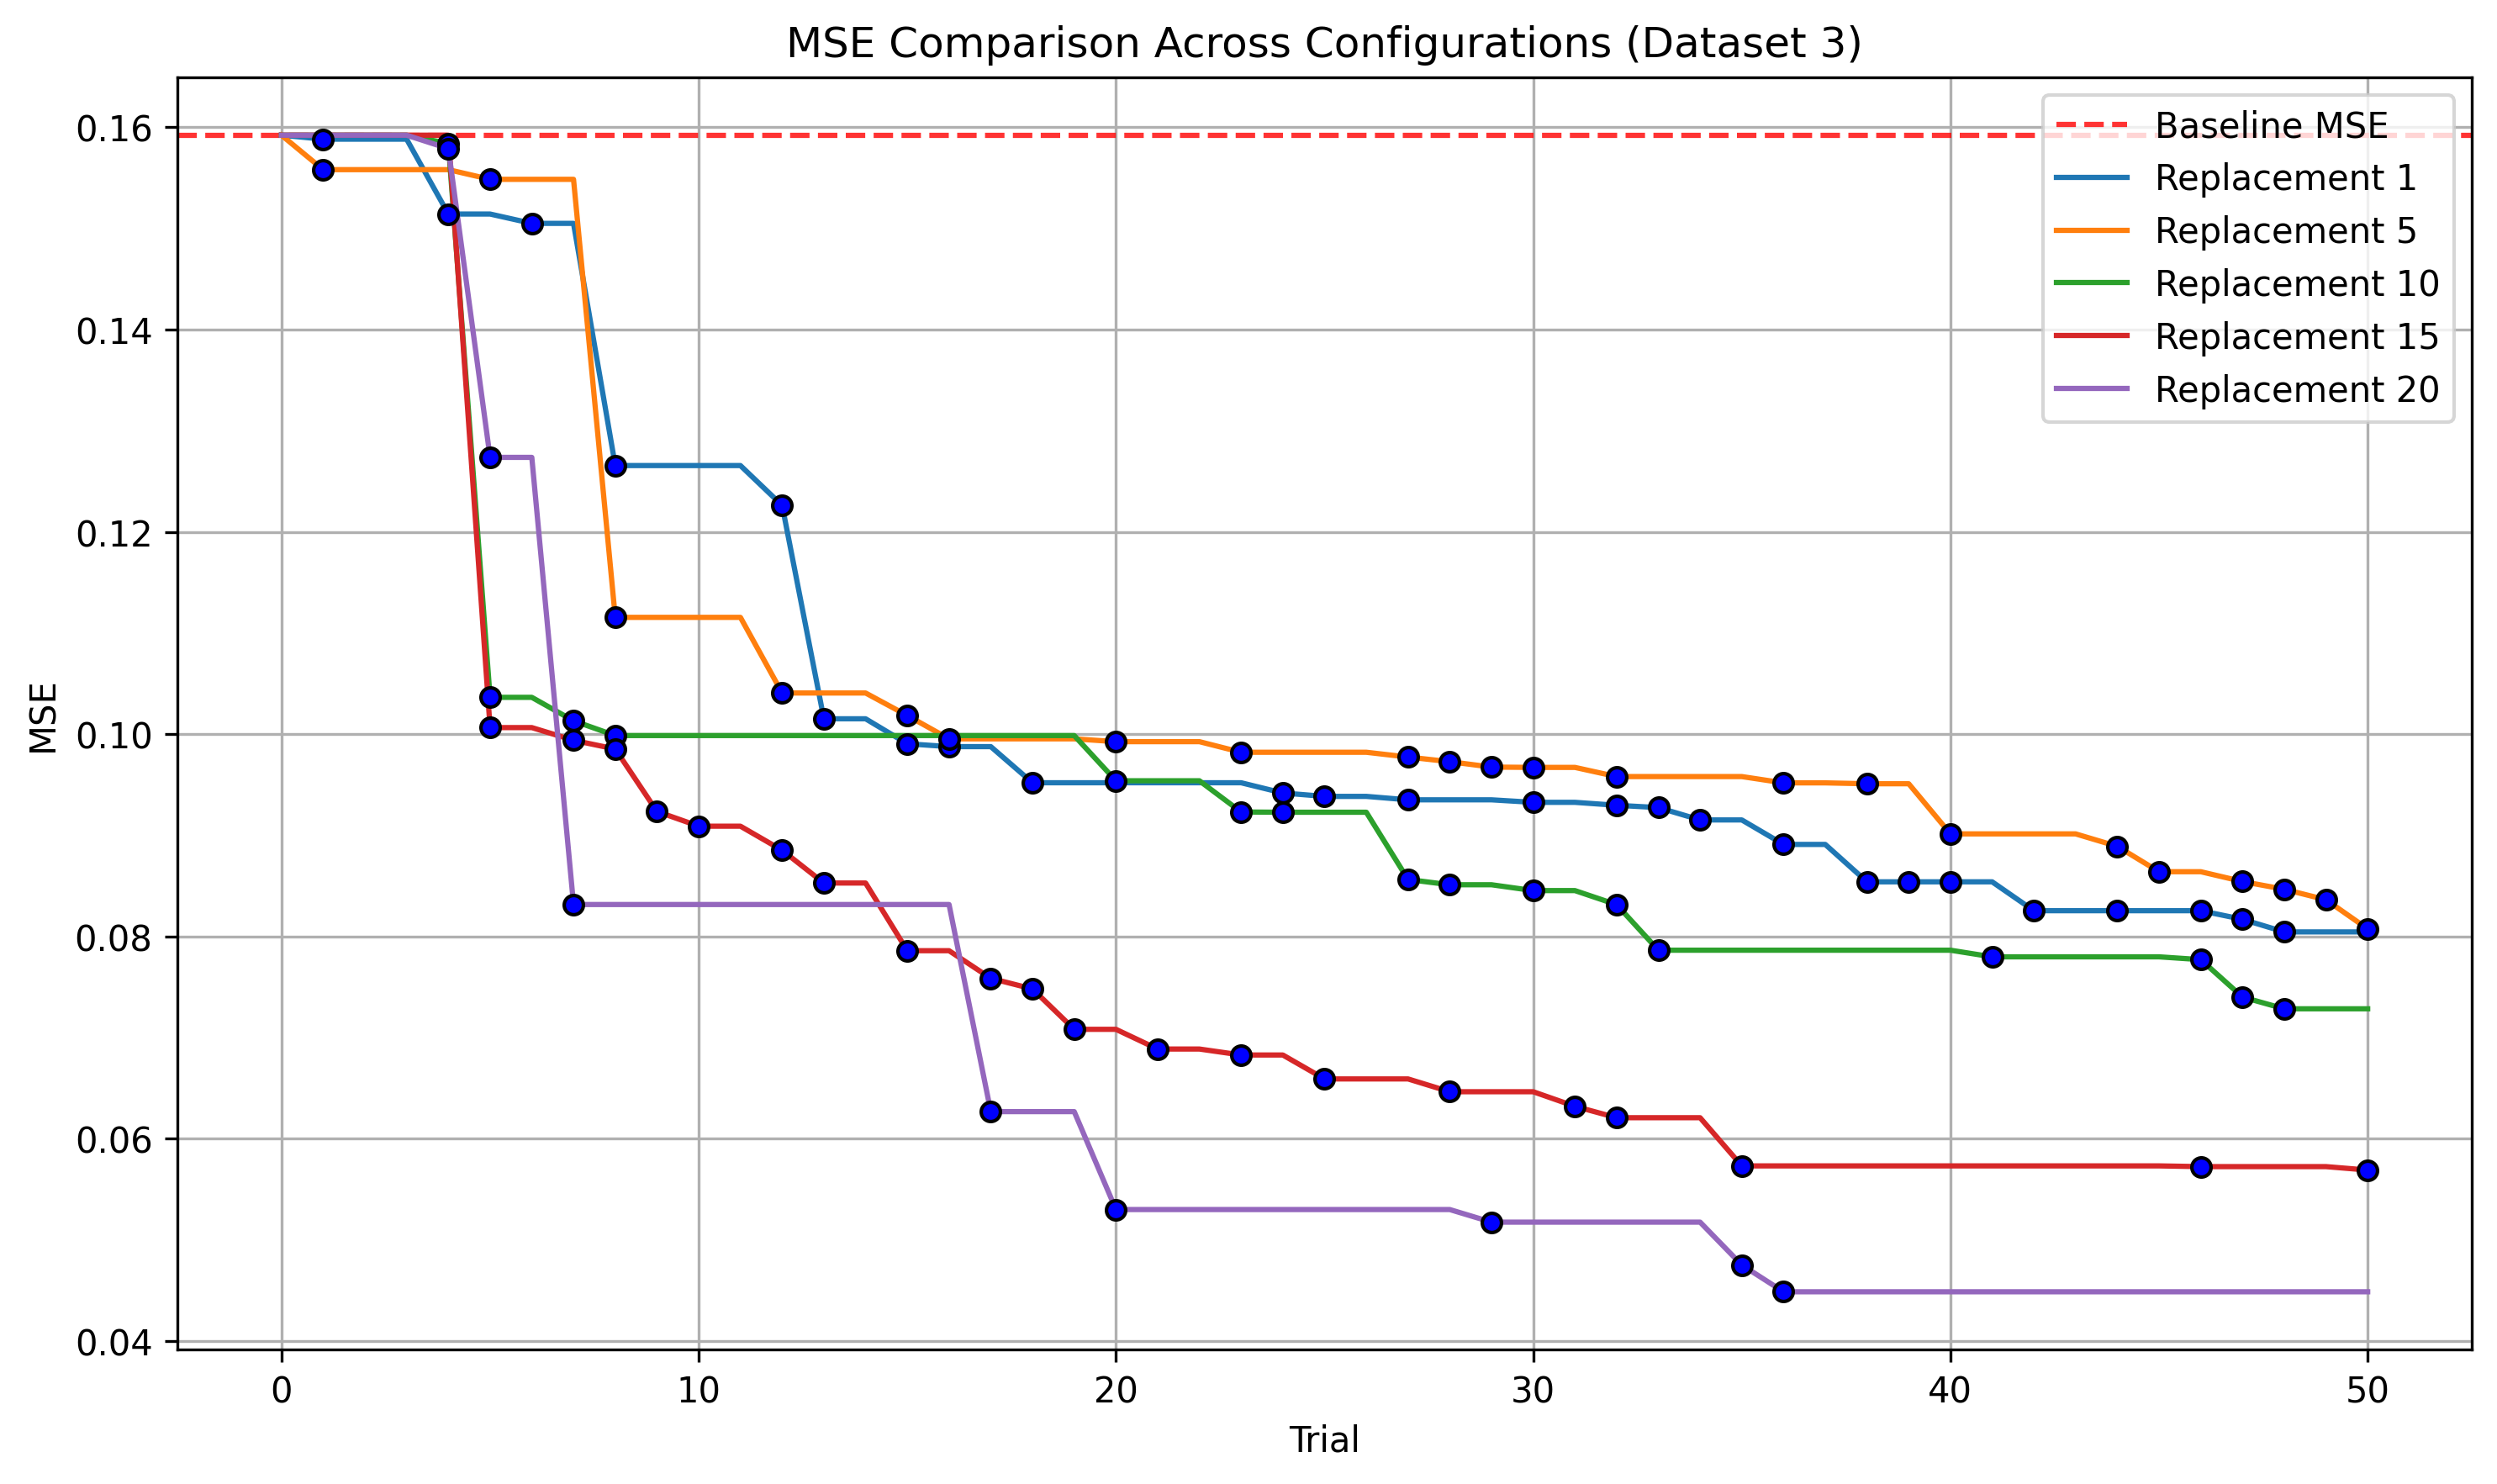 MSE Comparison Across Configurations (Dataset 3)
0.16
0.14
0.12
0.10
0.08
0.06
0.04
MSE
0
10
20
30
40
50
Trial
Baseline MSE
Replacement 1
Replacement 5
Replacement 10
Replacement 15
Replacement 20